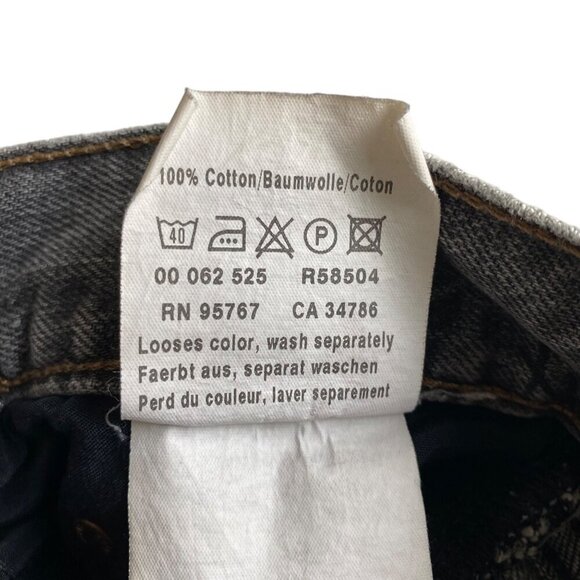 100% Cotton/Baumwolle/Coton
40 P
00 062 525 R58504
RN 95767 CA 34786
Looses color, wash separately
Faerbt aus, separat waschen
Perd du couleur, laver separement